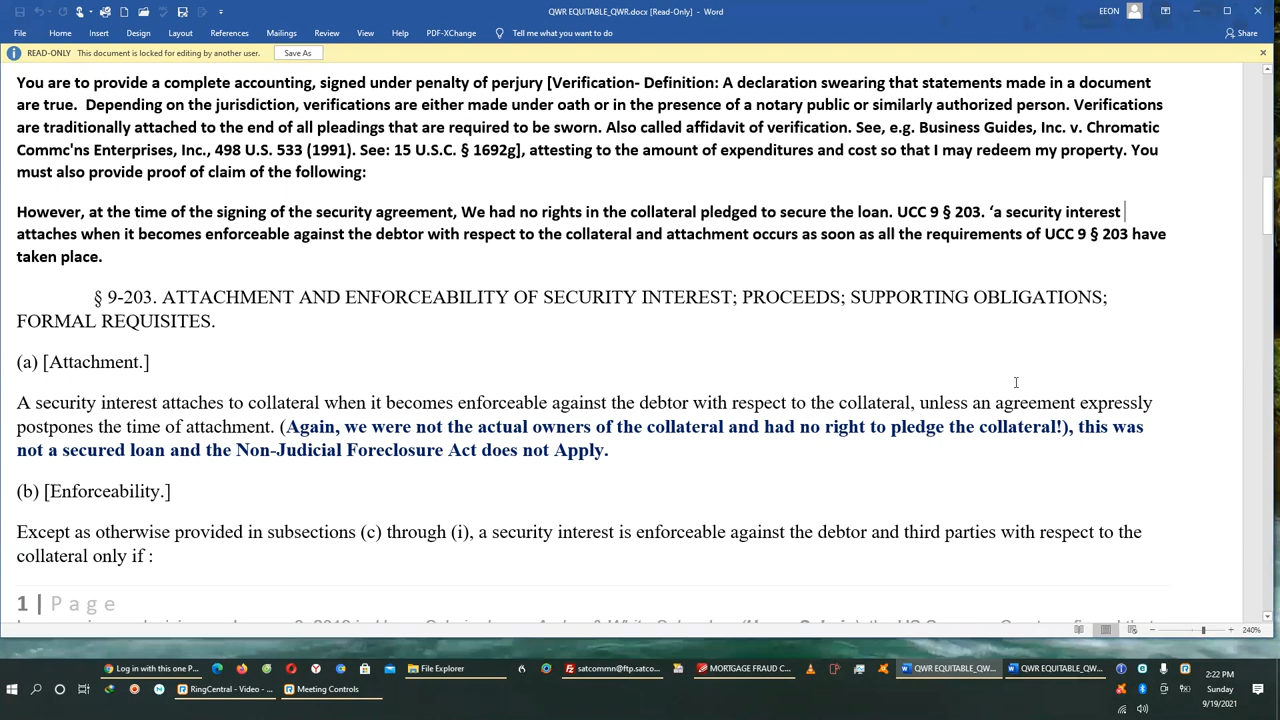 QWR EQUITABLE_QWR.docx [Read-Only] - Word
EEON
File Home Insert Design Layout References Mailings Review View Help PDF-XChange Tell me what you want to do Share
READ-ONLY This document is locked for editing by another user. Save As
You are to provide a complete accounting, signed under penalty of perjury [Verification- Definition: A declaration swearing that statements made in a document
are true. Depending on the jurisdiction, verifications are either made under oath or in the presence of a notary public or similarly authorized person. Verifications
are traditionally attached to the end of all pleadings that are required to be sworn. Also called affidavit of verification. See, e.g. Business Guides, Inc. v. Chromatic
Commc'ns Enterprises, Inc., 498 U.S. 533 (1991). See: 15 U.S.C. § 1692g], attesting to the amount of expenditures and cost so that I may redeem my property. You
must also provide proof of claim of the following:
However, at the time of the signing of the security agreement, We had no rights in the collateral pledged to secure the loan. UCC 9 § 203. ‘a security interest
attaches when it becomes enforceable against the debtor with respect to the collateral and attachment occurs as soon as all the requirements of UCC 9 § 203 have
taken place.
§ 9-203. ATTACHMENT AND ENFORCEABILITY OF SECURITY INTEREST; PROCEEDS; SUPPORTING OBLIGATIONS;
FORMAL REQUISITES.
(a) [Attachment.]
A security interest attaches to collateral when it becomes enforceable against the debtor with respect to the collateral, unless an agreement expressly
postpones the time of attachment. (Again, we were not the actual owners of the collateral and had no right to pledge the collateral!), this was
not a secured loan and the Non-Judicial Foreclosure Act does not Apply.
(b) [Enforceability.]
Except as otherwise provided in subsections (c) through (i), a security interest is enforceable against the debtor and third parties with respect to the
collateral only if :
1 | Page
240%
Log in with this one P... File Explorer satcommn@ftp.satco... MORTGAGE FRAUD C... QWR EQUITABLE_QW... QWR EQUITABLE_QW...
2:22 PM
RingCentral - Video - ... Meeting Controls
Sunday
9/19/2021